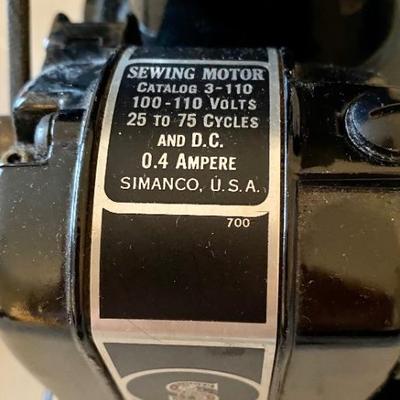 SEWING MOTOR
CATALOG 3-110
100-110 VOLTS
25 TO 75 CYCLES
AND D.C.
0.4 AMPERE
SIMANCO, U.S.A.
700